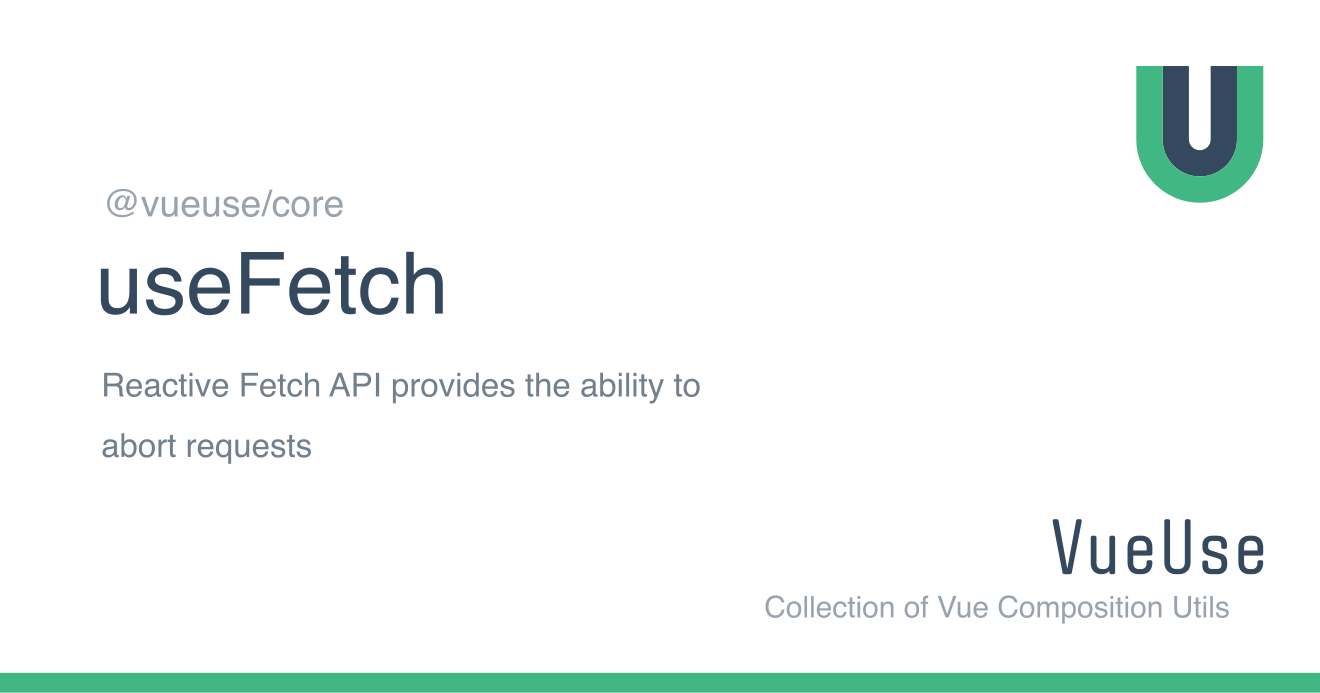 @vueuse/core
useFetch
Reactive Fetch API provides the ability to
abort requests
VueUse
Collection of Vue Composition Utils